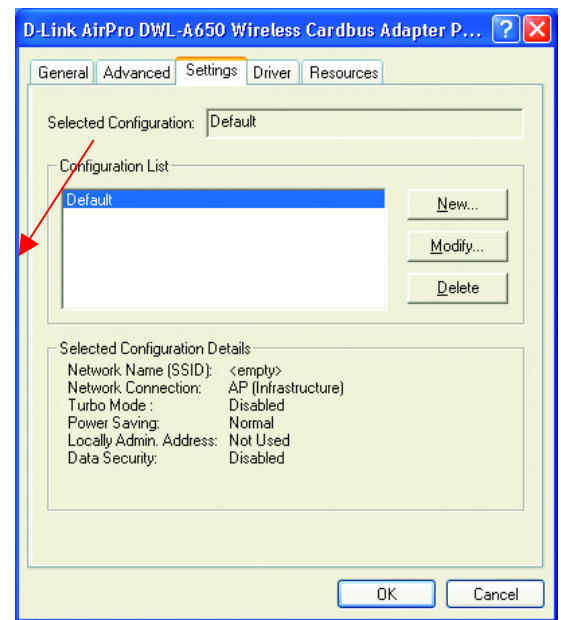 D-Link AirPro DWL-A650 Wireless Cardbus Adapter P...
General Advanced Settings Driver Resources
Selected Configuration: Default
Configuration List
Default
New...
Modify...
Delete
Selected Configuration Details
Network Name (SSID): <empty>
Network Connection: AP (Infrastructure)
Turbo Mode : Disabled
Power Saving: Normal
Locally Admin. Address: Not Used
Data Security: Disabled
OK Cancel